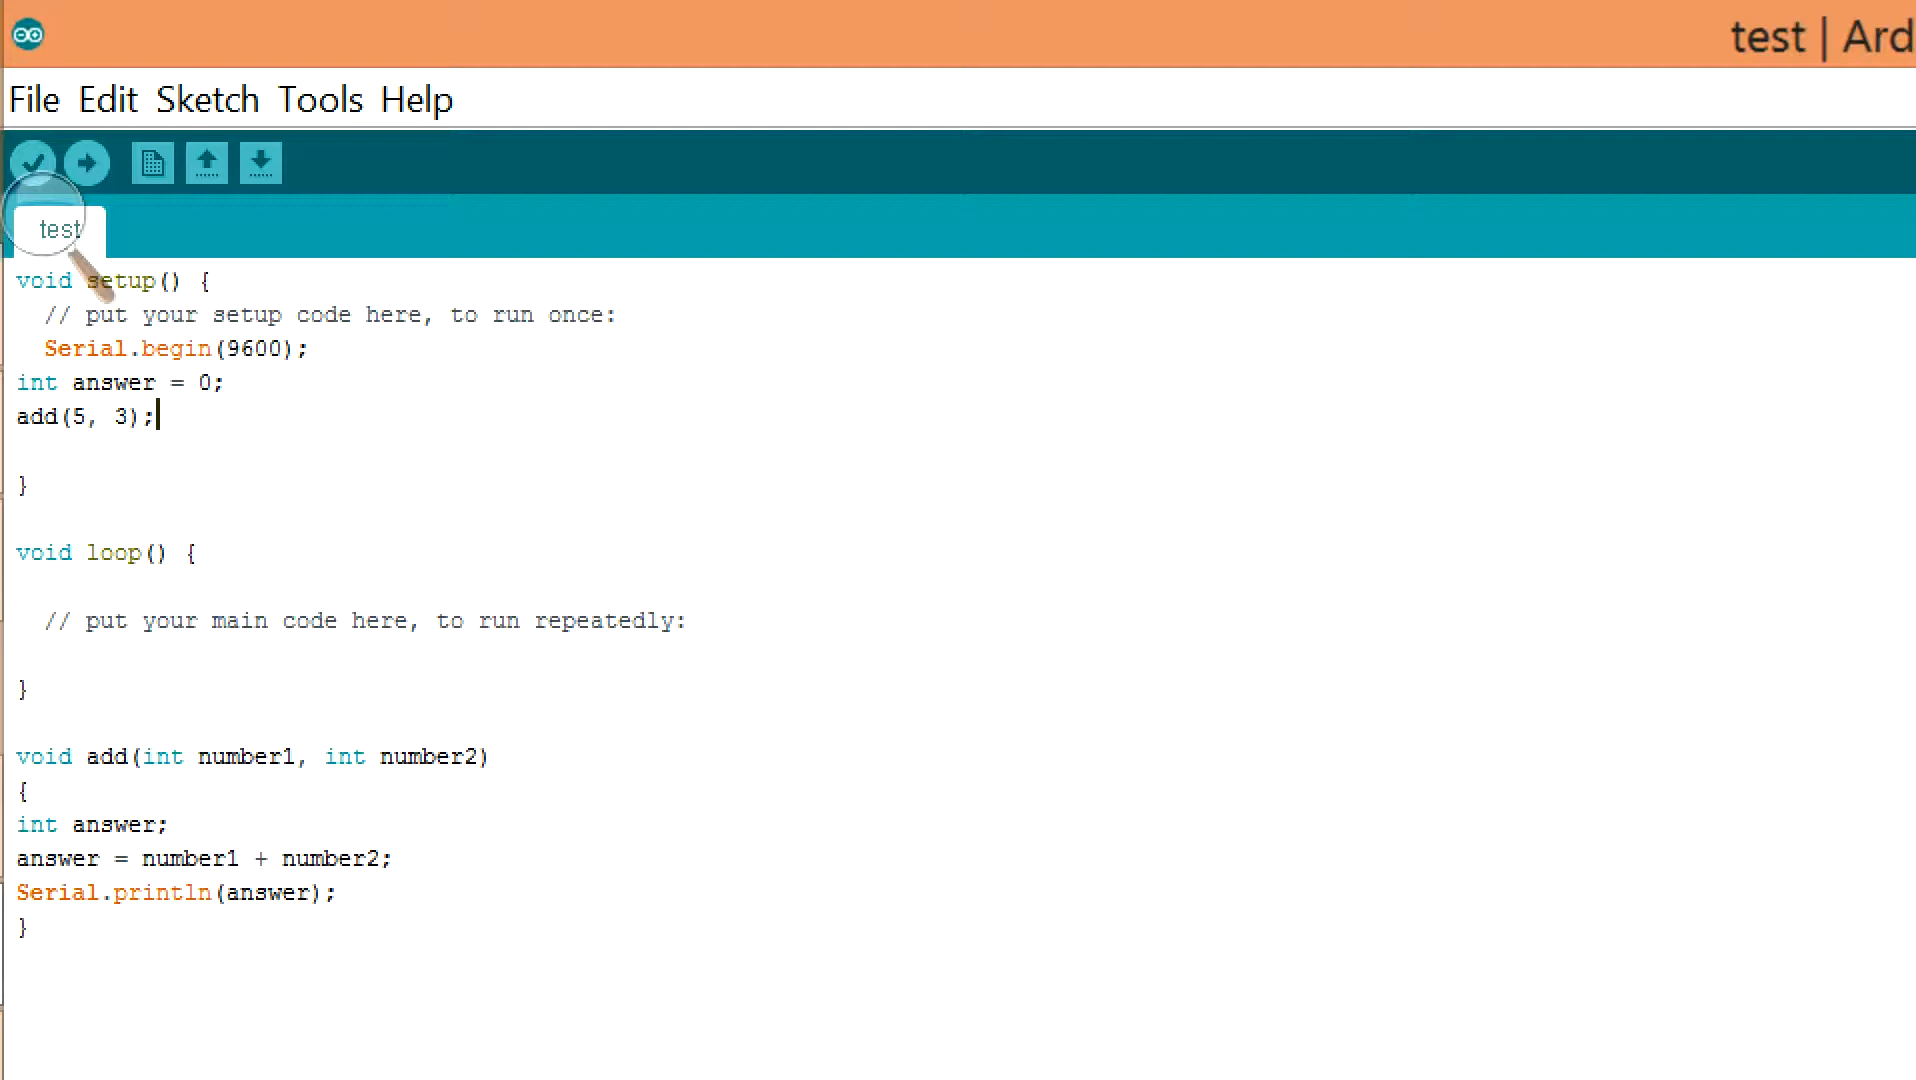 test | Ard
File Edit Sketch Tools Help
test
void setup() {
  // put your setup code here, to run once:
  Serial.begin(9600);
int answer = 0;
add(5, 3);
}
void loop() {
  // put your main code here, to run repeatedly:
}
void add(int number1, int number2)
{
int answer;
answer = number1 + number2;
Serial.println(answer);
}